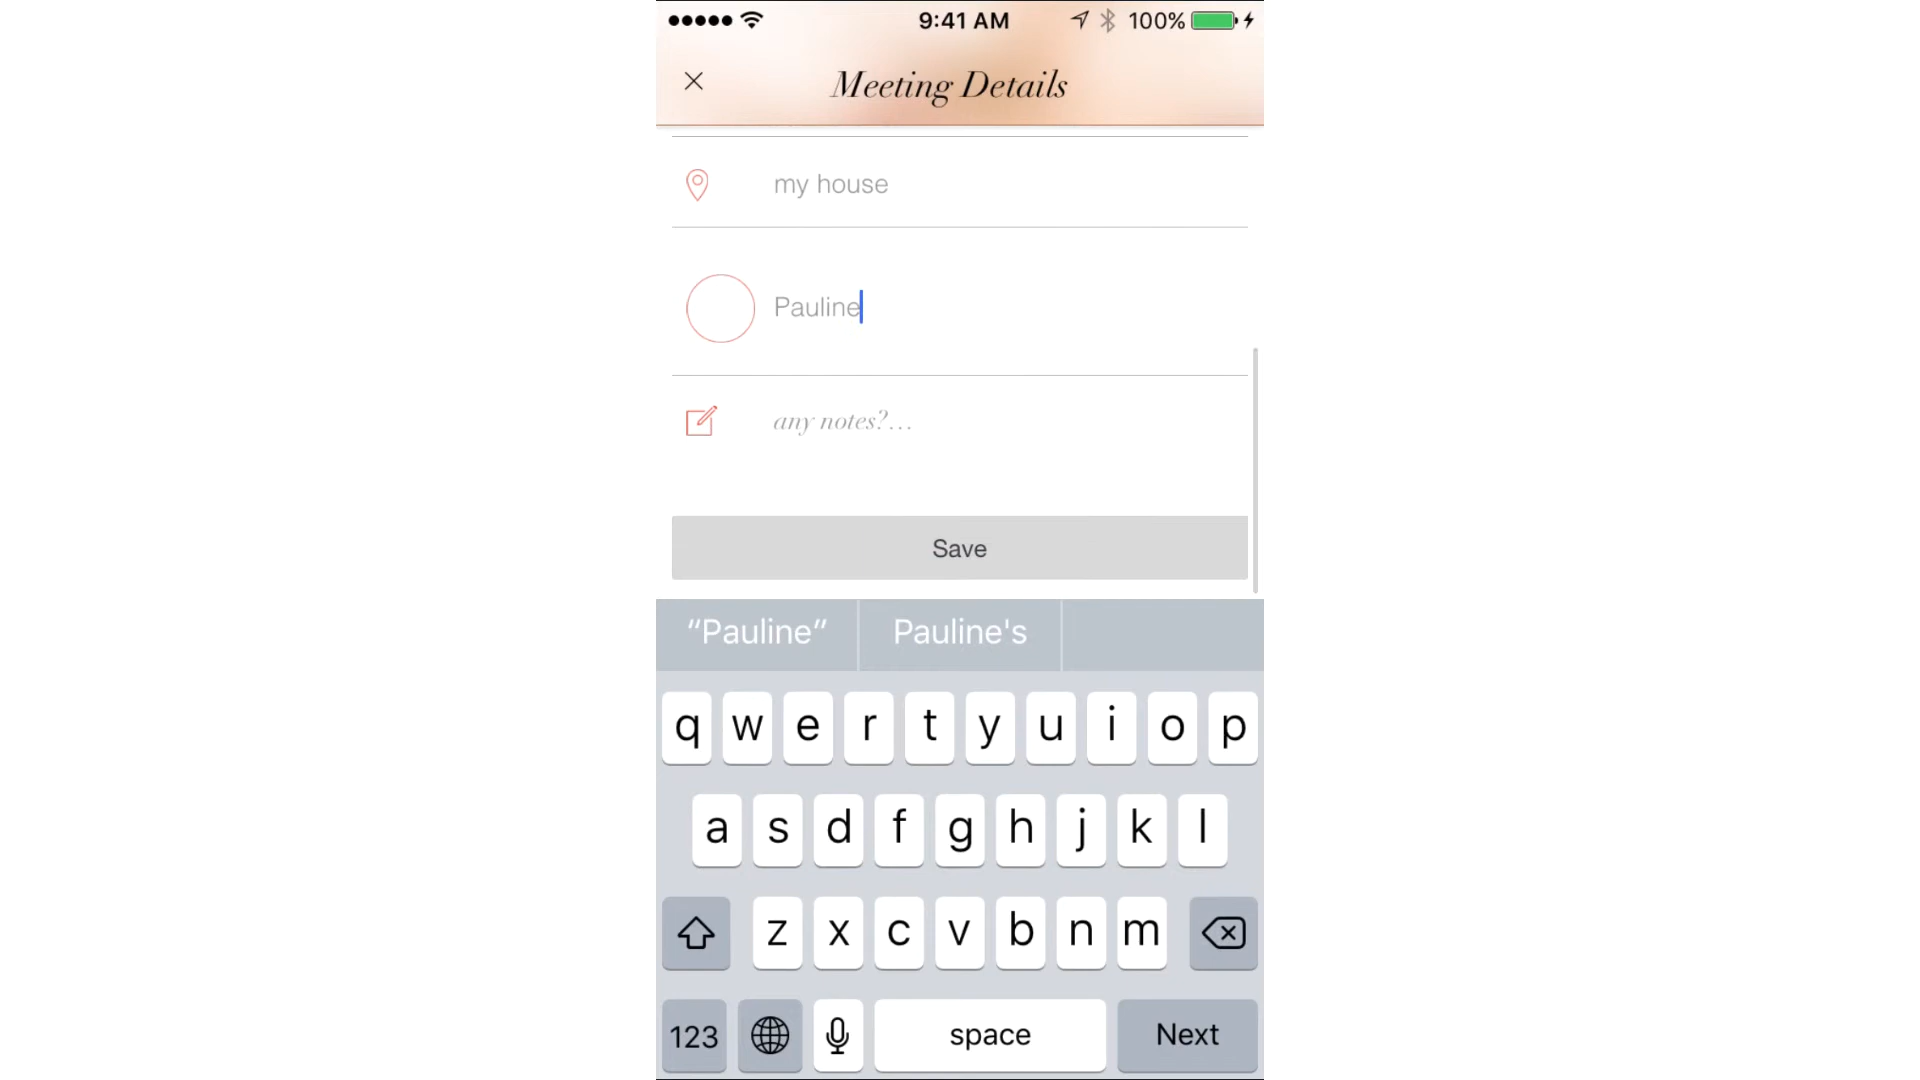 9:41 AM 100%
Meeting Details
my house
Pauline
any notes?...
Save
“Pauline” Pauline's
q w e r t y u i o p
a s d f g h j k l
z x c v b n m
123 space Next